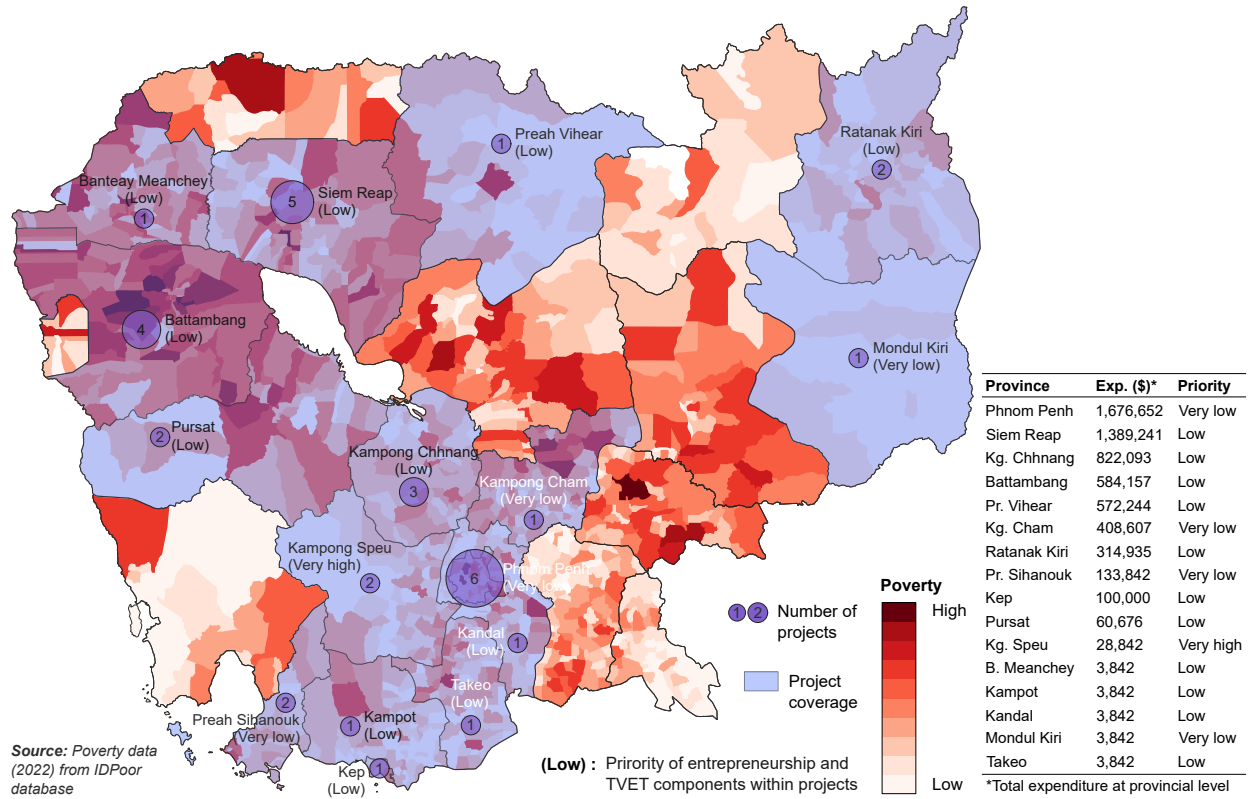 Preah Vihear
(Low)
1
Ratanak Kiri
(Low)
2
Banteay Meanchey
(Low)
1
5
Siem Reap
(Low)
4
Battambang
(Low)
Mondul Kiri
(Very low)
1
Pursat
(Low)
2
Kampong Chhnang
(Low)
3
Kampong Cham
(Very low)
1
Kampong Speu
(Very high)
2
6
Phnom Penh
(Very low)
Kandal
(Low)
1
Takeo
(Low)
1
2
Preah Sihanouk
(Very low)
1
Kampot
(Low)
Kep
(Low)
1
Source: Poverty data
(2022) from IDPoor
database
1 2 Number of
projects
Project
coverage
Poverty
High
Low
(Low) : Prirority of entrepreneurship and
TVET components within projects
Province Exp. ($)* Priority
Phnom Penh 1,676,652 Very low
Siem Reap 1,389,241 Low
Kg. Chhnang 822,093 Low
Battambang 584,157 Low
Pr. Vihear 572,244 Low
Kg. Cham 408,607 Very low
Ratanak Kiri 314,935 Low
Pr. Sihanouk 133,842 Very low
Kep 100,000 Low
Pursat 60,676 Low
Kg. Speu 28,842 Very high
B. Meanchey 3,842 Low
Kampot 3,842 Low
Kandal 3,842 Low
Mondul Kiri 3,842 Very low
Takeo 3,842 Low
*Total expenditure at provincial level